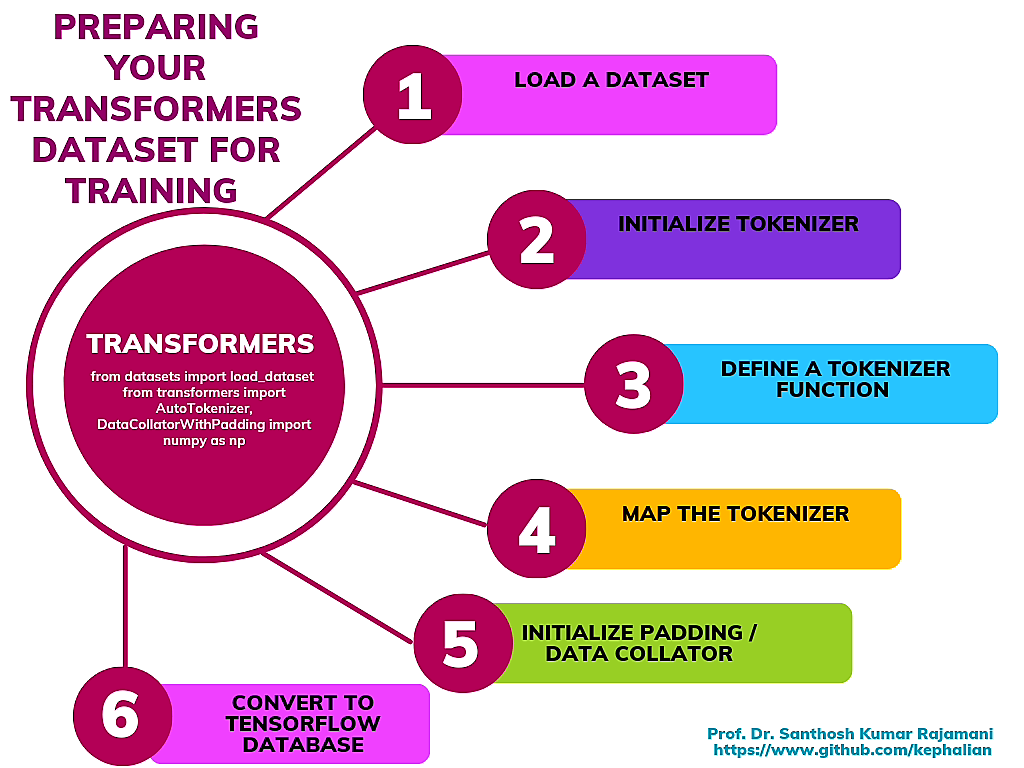 PREPARING
YOUR
TRANSFORMERS
DATASET FOR
TRAINING
1
LOAD A DATASET
2
INITIALIZE TOKENIZER
TRANSFORMERS
from datasets import load_dataset
from transformers import
AutoTokenizer,
DataCollatorWithPadding import
numpy as np
3
DEFINE A TOKENIZER
FUNCTION
4
MAP THE TOKENIZER
5
INITIALIZE PADDING /
DATA COLLATOR
6
CONVERT TO
TENSORFLOW
DATABASE
Prof. Dr. Santhosh Kumar Rajamani
https://www.github.com/kephalian